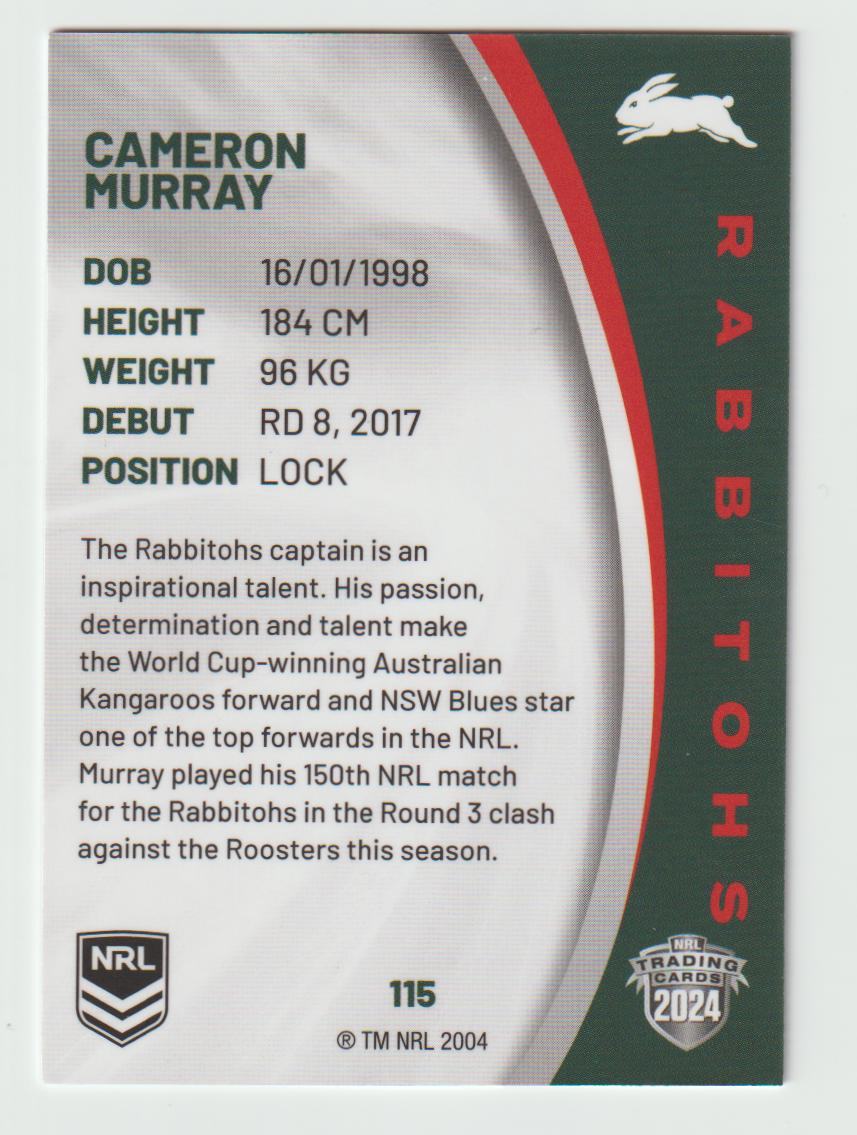 CAMERON
MURRAY
DOB 16/01/1998
HEIGHT 184 CM
WEIGHT 96 KG
DEBUT RD 8, 2017
POSITION LOCK
The Rabbitohs captain is an
inspirational talent. His passion,
determination and talent make
the World Cup-winning Australian
Kangaroos forward and NSW Blues star
one of the top forwards in the NRL.
Murray played his 150th NRL match
for the Rabbitohs in the Round 3 clash
against the Roosters this season.
RABBITOHS
NRL
115
® TM NRL 2004
NRL
TRADING
CARDS
2024